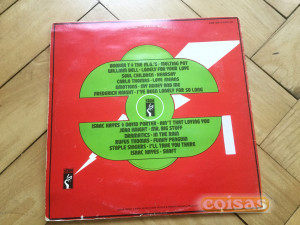 BOOKER T & THE M.G.'S - MELTING POT
WILLIAM BELL - LONELY FOR YOUR LOVE
SOUL CHILDREN - HEARSAY
CARLA THOMAS - LOVE MEANS
EMOTIONS - MY HONEY AND ME
FREDERICK KNIGHT - I'VE BEEN LONELY FOR SO LONG
ISAAC HAYES & DAVID PORTER - AIN'T THAT LOVING YOU
JEAN KNIGHT - MR. BIG STUFF
DRAMATICS - IN THE RAIN
RUFUS THOMAS - FUNKY PENGUIN
STAPLE SINGERS - I'LL TAKE YOU THERE
ISAAC HAYES - SHAFT
coisas